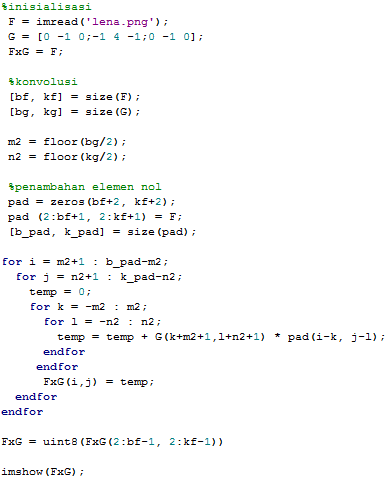 %inisialisasi
F = imread('lena.png');
G = [0 -1 0;-1 4 -1;0 -1 0];
FxG = F;
%konvolusi
[bf, kf] = size(F);
[bg, kg] = size(G);
m2 = floor(bg/2);
n2 = floor(kg/2);
%penambahan elemen nol
pad = zeros(bf+2, kf+2);
pad (2:bf+1, 2:kf+1) = F;
[b_pad, k_pad] = size(pad);
for i = m2+1 : b_pad-m2;
for j = n2+1 : k_pad-n2;
temp = 0;
for k = -m2 : m2;
for l = -n2 : n2;
temp = temp + G(k+m2+1,l+n2+1) * pad(i-k, j-l);
endfor
endfor
FxG(i,j) = temp;
endfor
endfor
FxG = uint8(FxG(2:bf-1, 2:kf-1))
imshow(FxG);